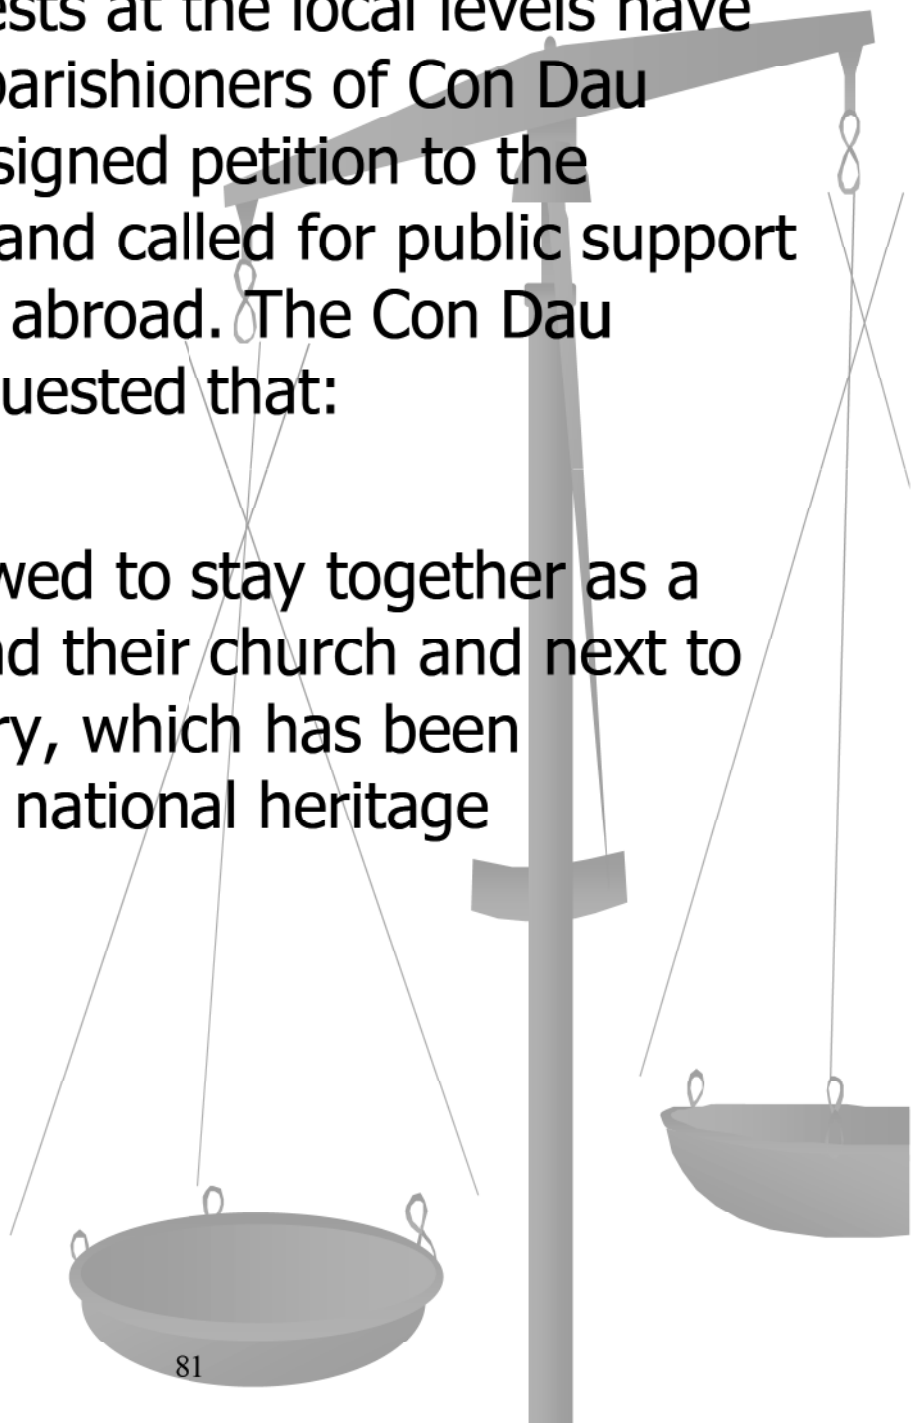 ests at the local levels have
parishioners of Con Dau
signed petition to the
and called for public support
abroad. The Con Dau
uested that:
wed to stay together as a
nd their church and next to
ry, which has been
national heritage
81